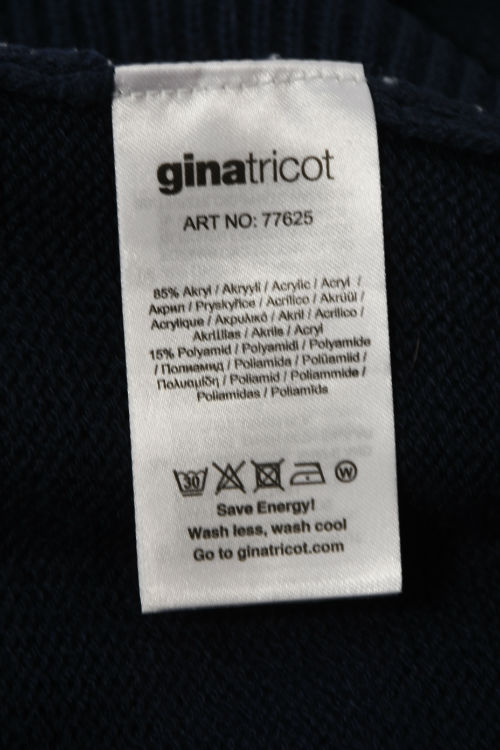 ginatricot
ART NO: 77625
85% Akryl / Akryyli / Acrylic / Acryl /
Акрил / Pryskyřice / Acrílico / Akrüül /
Acrylique / Ακρυλικό / Akril / Acrilico /
Akrilllas / Akrils / Acryl
15% Polyamid / Polyamidi / Polyamide
/ Полиамид / Poliamida / Polüamiid /
Πολυαμίδη / Poliamid / Poliammide /
Poliamidas / Poliamīds
30 W
Save Energy!
Wash less, wash cool
Go to ginatricot.com